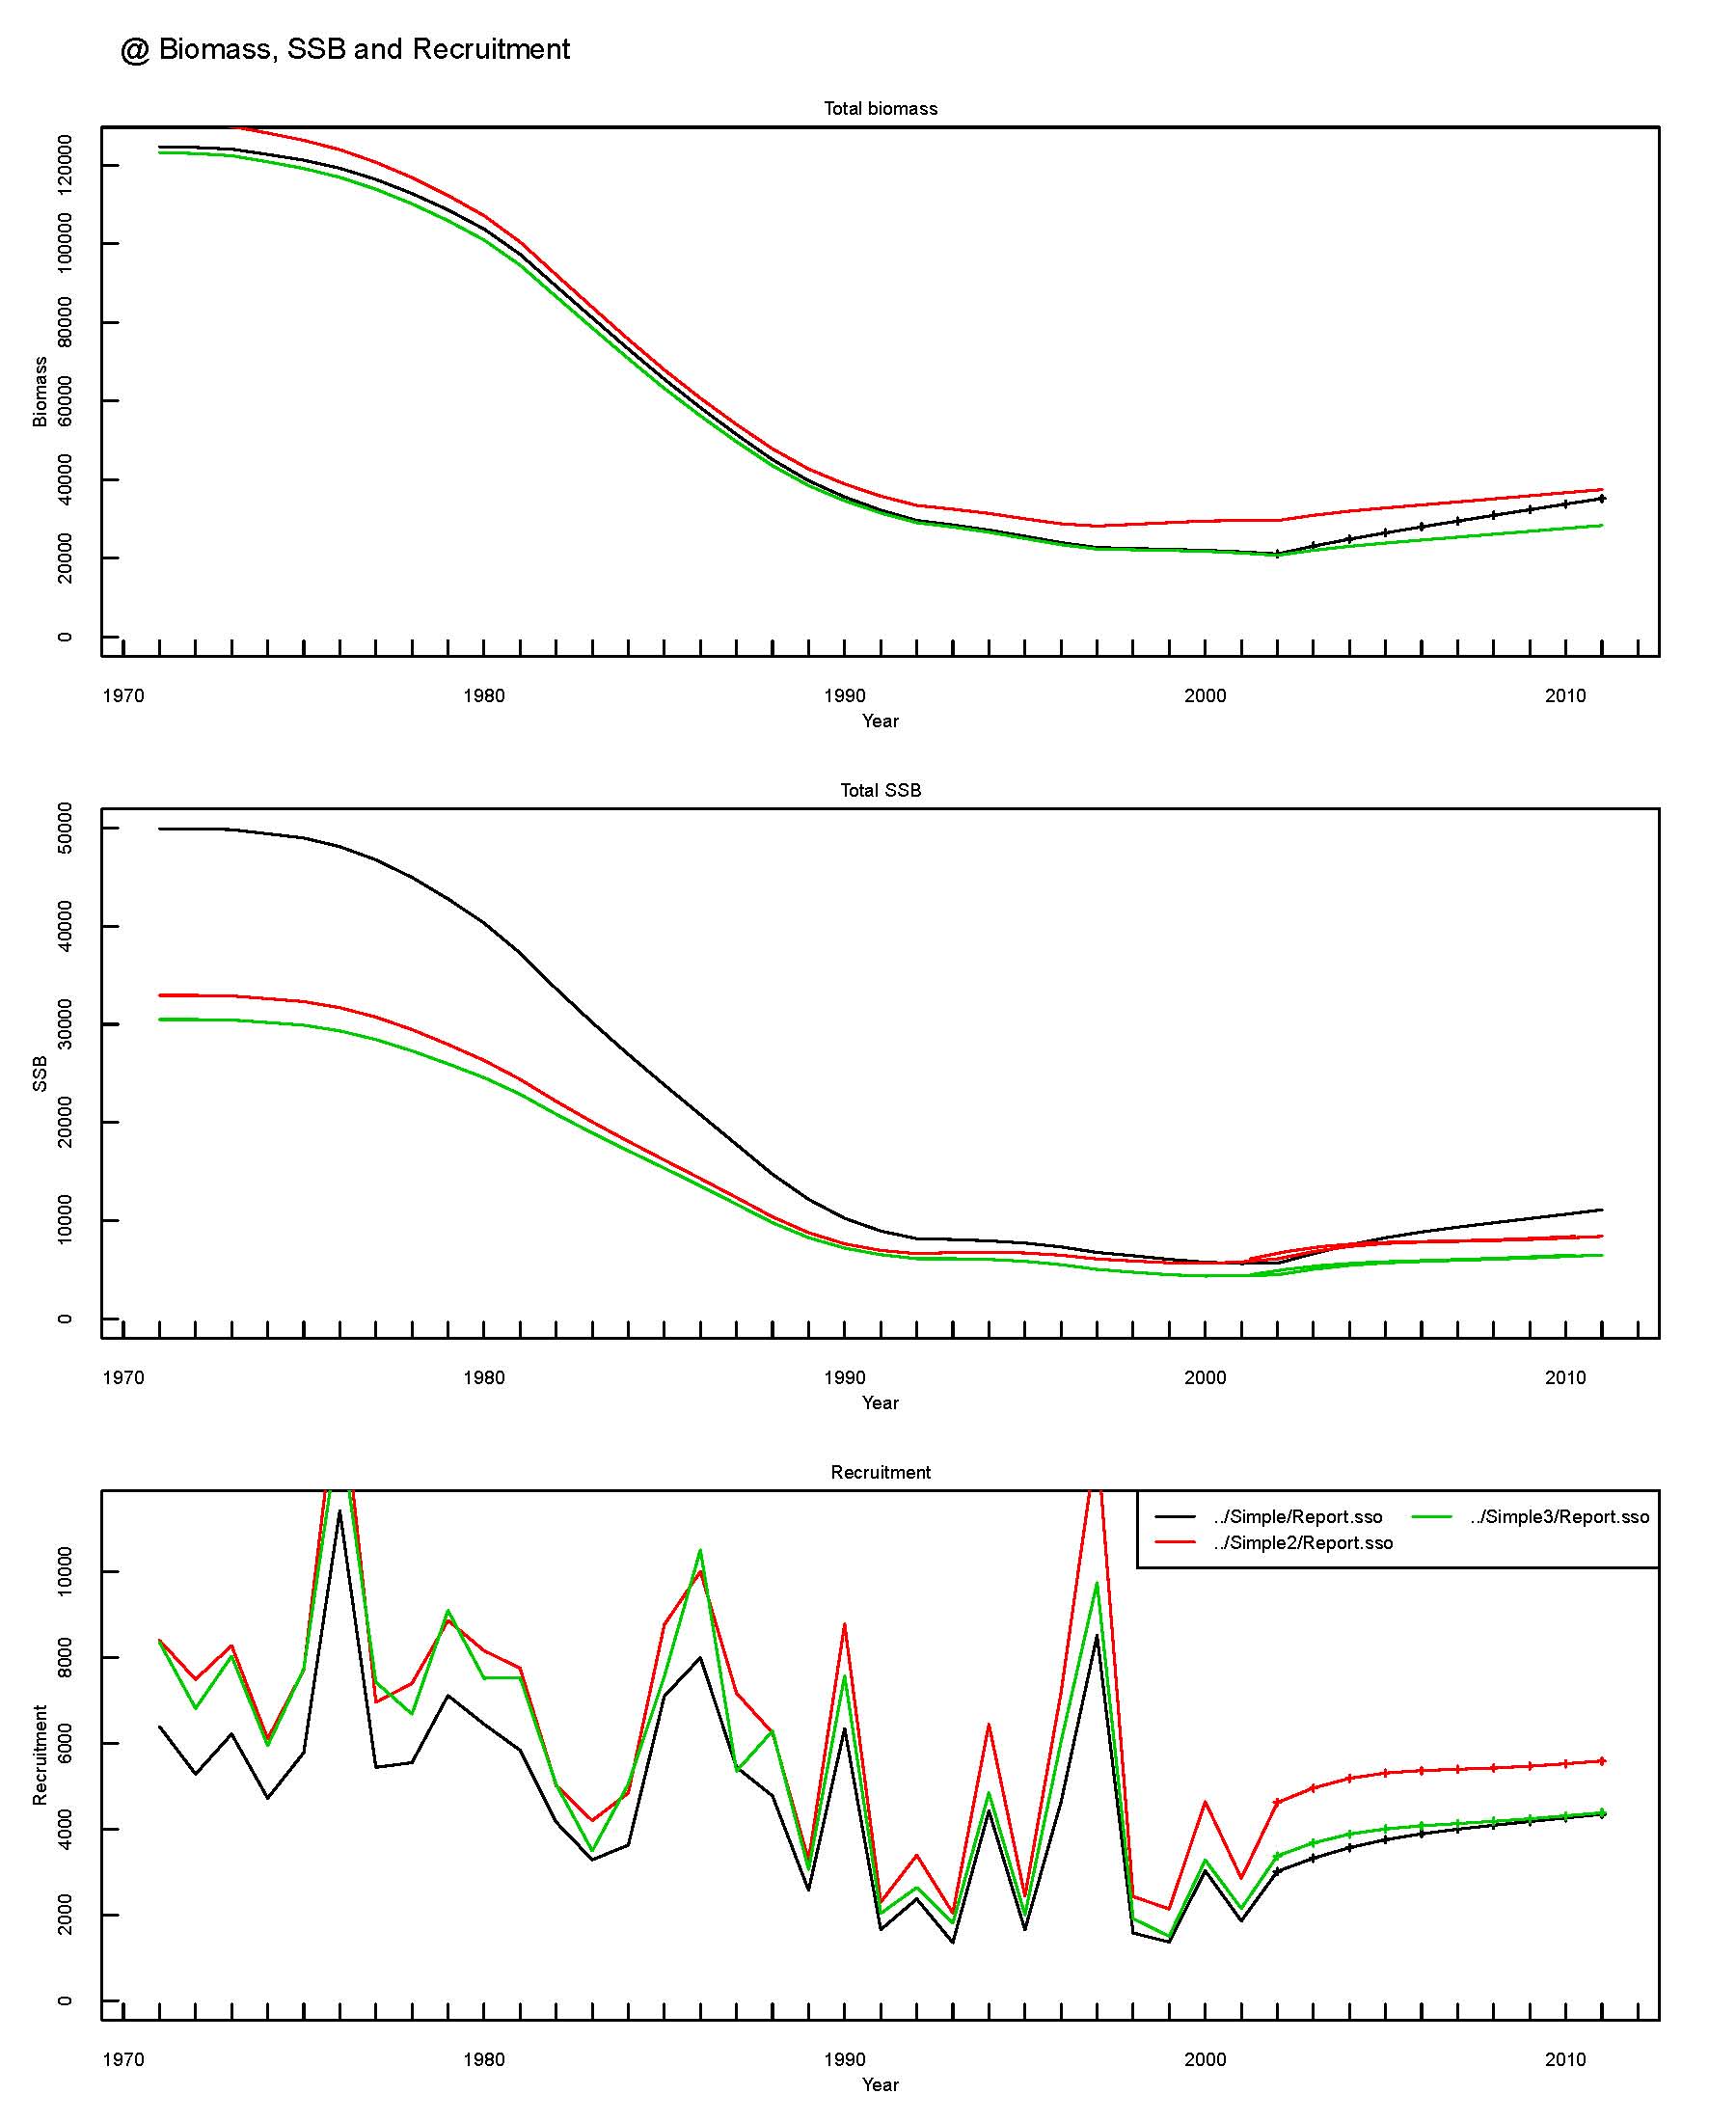 @ Biomass, SSB and Recruitment
Total biomass
Biomass
120000
100000
80000
60000
40000
20000
0
1970 1980 1990 2000 2010
Year
Total SSB
SSB
50000
40000
30000
20000
10000
0
1970 1980 1990 2000 2010
Year
Recruitment
../Simple/Report.sso ../Simple3/Report.sso
../Simple2/Report.sso
Recruitment
10000
8000
6000
4000
2000
0
1970 1980 1990 2000 2010
Year